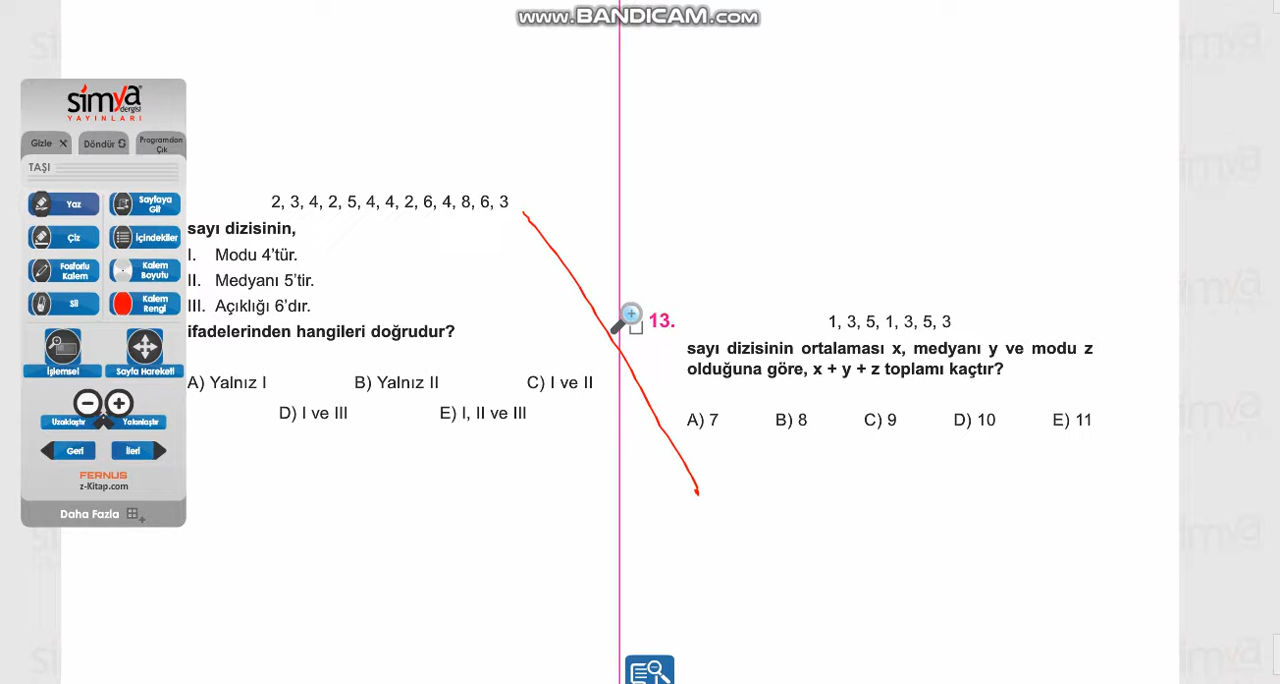 www.BANDICAM.com
simya
dergisi
YAYINLARI
Gizle
Döndür
Programdan
Çık
TAŞI
Yaz
Sayfaya
Git
Çiz
İçindekiler
Fosforlu
Kalem
Kalem
Boyutu
Sil
Kalem
Rengi
İşlemsel
Sayfa Hareketi
Uzaklaştır
Yakınlaştır
Geri
İleri
FERNUS
z-Kitap.com
Daha Fazla
2, 3, 4, 2, 5, 4, 4, 2, 6, 4, 8, 6, 3
sayı dizisinin,
I. Modu 4’tür.
II. Medyanı 5’tir.
III. Açıklığı 6’dır.
ifadelerinden hangileri doğrudur?
A) Yalnız I B) Yalnız II C) I ve II
D) I ve III E) I, II ve III
13.
1, 3, 5, 1, 3, 5, 3
sayı dizisinin ortalaması x, medyanı y ve modu z
olduğuna göre, x + y + z toplamı kaçtır?
A) 7 B) 8 C) 9 D) 10 E) 11